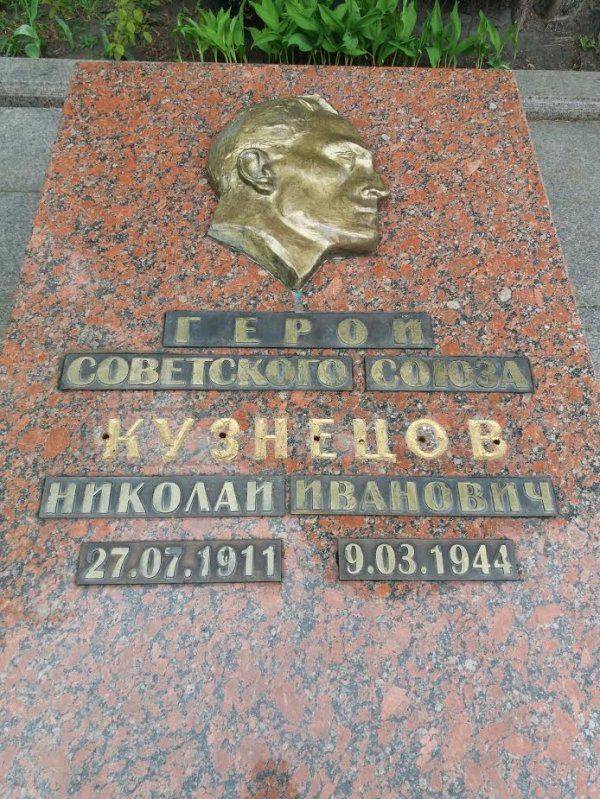 ГЕРОЙ
СОВЕТСКОГО СОЮЗА
КУЗНЕЦОВ
НИКОЛАЙ ИВАНОВИЧ
27.07.1911 9.03.1944